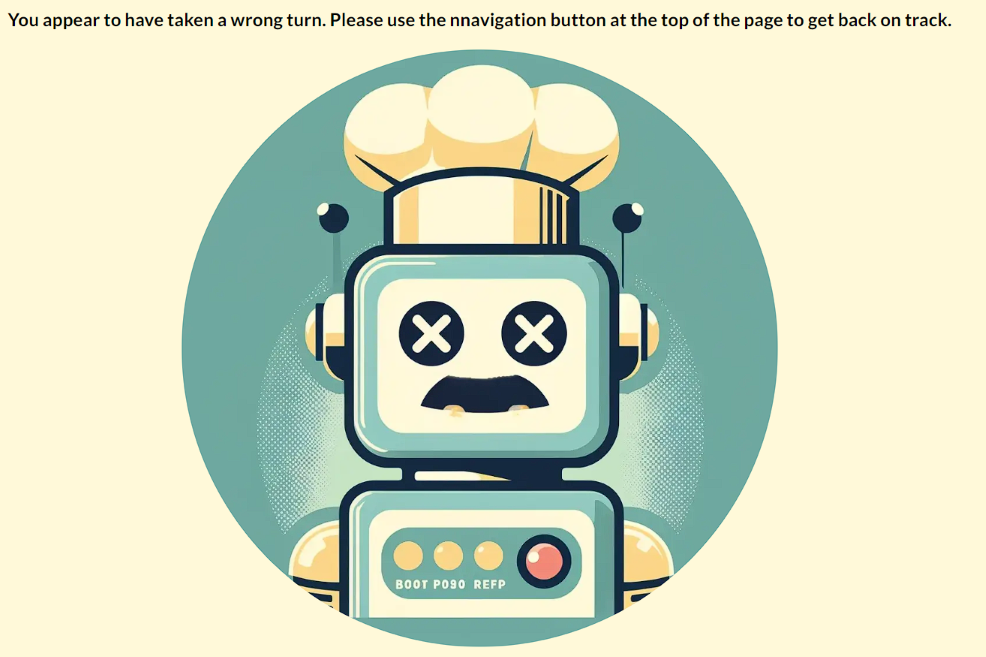 You appear to have taken a wrong turn. Please use the nnavigation button at the top of the page to get back on track.
BOOT PO90 REFP